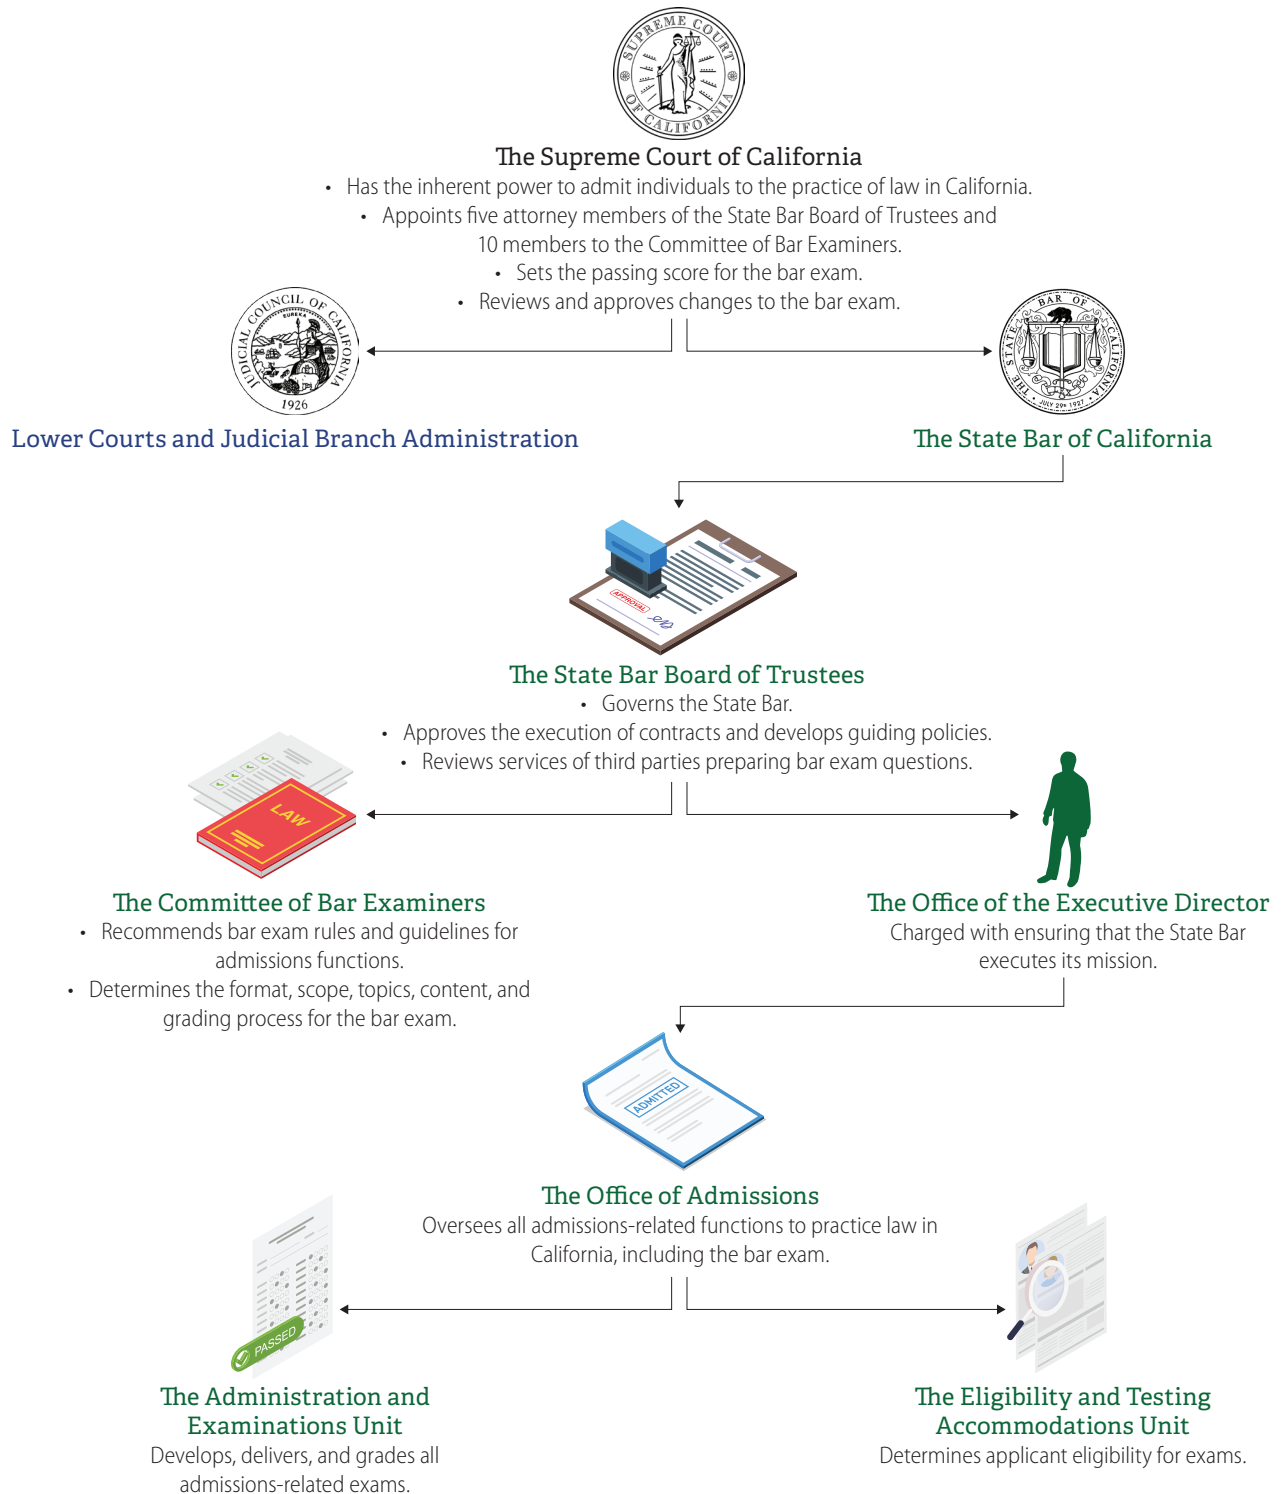 SUPREME COURT
OF CALIFORNIA
The Supreme Court of California
• Has the inherent power to admit individuals to the practice of law in California.
• Appoints five attorney members of the State Bar Board of Trustees and
10 members to the Committee of Bar Examiners.
• Sets the passing score for the bar exam.
• Reviews and approves changes to the bar exam.
JUDICIAL COUNCIL OF CALIFORNIA
EUREKA
1926
THE STATE BAR OF CALIFORNIA
JULY 29th 1927
Lower Courts and Judicial Branch Administration
The State Bar of California
APPROVAL
The State Bar Board of Trustees
• Governs the State Bar.
• Approves the execution of contracts and develops guiding policies.
• Reviews services of third parties preparing bar exam questions.
LAW
The Committee of Bar Examiners
• Recommends bar exam rules and guidelines for
admissions functions.
• Determines the format, scope, topics, content, and
grading process for the bar exam.
The Office of the Executive Director
Charged with ensuring that the State Bar
executes its mission.
ADMITTED
The Office of Admissions
Oversees all admissions-related functions to practice law in
California, including the bar exam.
PASSED
The Administration and
Examinations Unit
Develops, delivers, and grades all
admissions-related exams.
The Eligibility and Testing
Accommodations Unit
Determines applicant eligibility for exams.